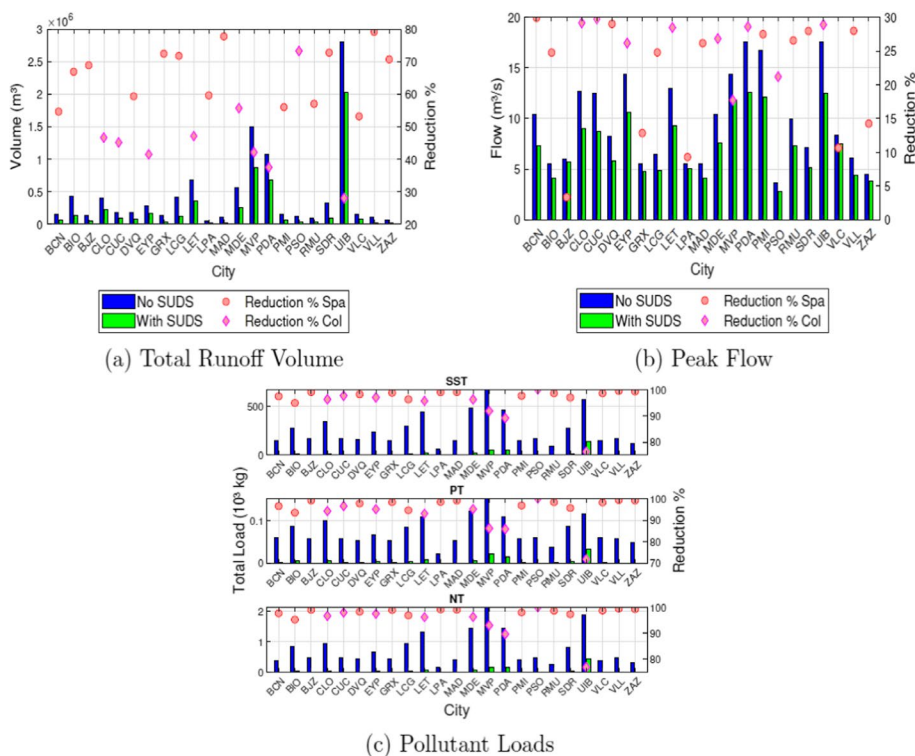 ×10⁶
3
2.5
2
1.5
1
0.5
0
Volume (m³)
80
70
60
50
40
30
20
Reduction %
BCN BIO BJZ CLO CUC DVQ EYP GRX LCG LET LPA MAD MDE MVP PDA PMI PSO RMU SDR UIB VLC VLL ZAZ
City
No SUDS Reduction % Spa
With SUDS Reduction % Col
(a) Total Runoff Volume
20
15
10
5
0
Flow (m³/s)
30
25
20
15
10
5
0
Reduction %
BCN BIO BJZ CLO CUC DVQ EYP GRX LCG LET LPA MAD MDE MVP PDA PMI PSO RMU SDR UIB VLC VLL ZAZ
City
No SUDS Reduction % Spa
With SUDS Reduction % Col
(b) Peak Flow
SST
500
0
100
90
80
BCN BIO BJZ CLO CUC DVQ EYP GRX LCG LET LPA MAD MDE MVP PDA PMI PSO RMU SDR UIB VLC VLL ZAZ
PT
0.1
0
Total Load (10³ kg)
100
90
80
70
Reduction %
BCN BIO BJZ CLO CUC DVQ EYP GRX LCG LET LPA MAD MDE MVP PDA PMI PSO RMU SDR UIB VLC VLL ZAZ
NT
2
1
0
100
90
80
BCN BIO BJZ CLO CUC DVQ EYP GRX LCG LET LPA MAD MDE MVP PDA PMI PSO RMU SDR UIB VLC VLL ZAZ
City
(c) Pollutant Loads